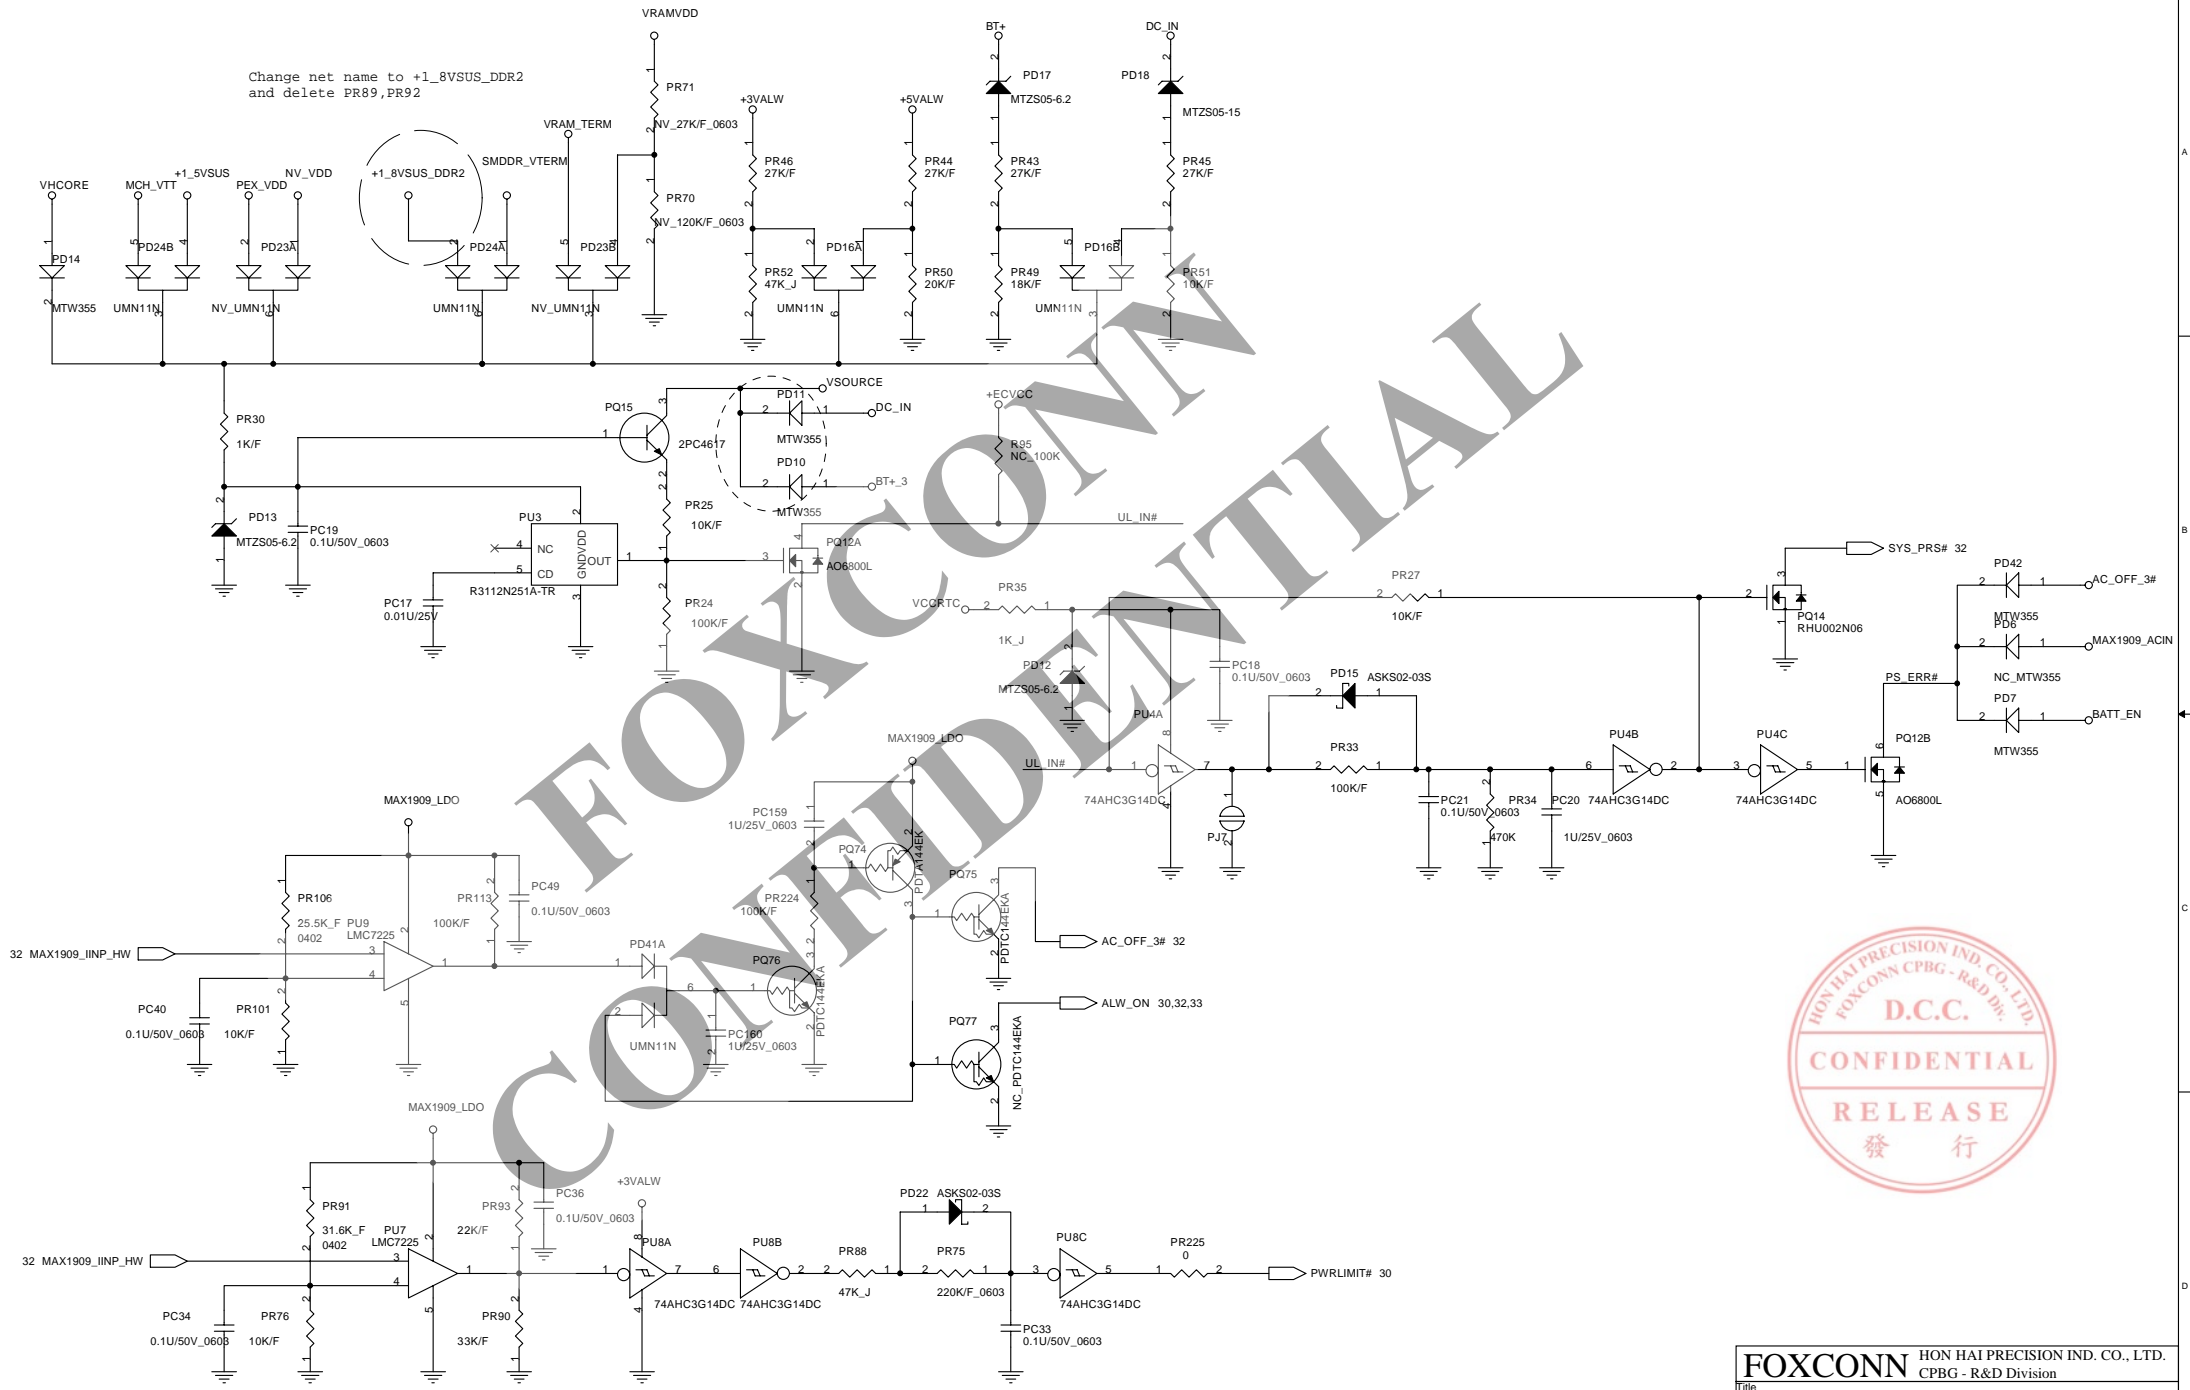 VRAMVDD
BT+
DC_IN
Change net name to +1_8VSUS_DDR2
and delete PR89,PR92
PR71
NV_27K/F_0603
+3VALW
+5VALW
PD17
MTZS05-6.2
PD18
MTZS05-15
VRAM_TERM
SMDDR_VTERM
PR46
27K/F
PR44
27K/F
PR43
27K/F
PR45
27K/F
VHCORE
MCH_VTT
+1_5VSUS
PEX_VDD
NV_VDD
+1_8VSUS_DDR2
PR70
NV_120K/F_0603
PD14
MTW355
PD24B
UMN11N
PD23A
NV_UMN11N
PD24A
UMN11N
PD23B
NV_UMN11N
PR52
47K_J
PD16A
UMN11N
PR50
20K/F
PR49
18K/F
PD16B
UMN11N
PR51
10K/F
A
PR30
1K/F
PQ15
2PC4617
VSOURCE
PD11
DC_IN
MTW355
PD10
BT+_3
MTW355
+ECVCC
R95
NC_100K
PR25
10K/F
PD13
MTZS05-6.2
PC19
0.1U/50V_0603
PU3
4 NC
5 CD
GND
VDD
OUT
R3112N251A-TR
PC17
0.01U/25V
PR24
100K/F
PQ12A
AO6800L
UL_IN#
B
VCCRTC
PR35
1K_J
PD12
MTZS05-6.2
PC18
0.1U/50V_0603
PR27
10K/F
SYS_PRS# 32
PQ14
RHU002N06
PD42
AC_OFF_3#
MTW355
PD6
MAX1909_ACIN
NC_MTW355
PS_ERR#
PD7
BATT_EN
MTW355
PD15
ASKS02-03S
PU4A
UL_IN#
74AHC3G14DC
PR33
100K/F
PJ7
PC21
0.1U/50V_0603
PR34
470K
PC20
1U/25V_0603
PU4B
74AHC3G14DC
PU4C
74AHC3G14DC
PQ12B
AO6800L
MAX1909_LDO
PC159
1U/25V_0603
PQ74
PDTA144EK
PR224
100K/F
PQ75
PDTC144EKA
AC_OFF_3# 32
MAX1909_LDO
PR106
25.5K_F
0402
PU9
LMC7225
PR113
100K/F
PC49
0.1U/50V_0603
C
32 MAX1909_IINP_HW
PC40
0.1U/50V_0603
PR101
10K/F
PD41A
UMN11N
PQ76
PDTC144EKA
PC160
1U/25V_0603
PQ77
NC_PDTC144EKA
ALW_ON 30,32,33
MAX1909_LDO
PR91
31.6K_F
0402
PU7
LMC7225
PR93
22K/F
PC36
0.1U/50V_0603
32 MAX1909_IINP_HW
PC34
0.1U/50V_0603
PR76
10K/F
PR90
33K/F
+3VALW
PU8A
74AHC3G14DC
PU8B
74AHC3G14DC
PR88
47K_J
PD22 ASKS02-03S
PR75
220K/F_0603
PC33
0.1U/50V_0603
PU8C
74AHC3G14DC
PR225
0
PWRLIMIT# 30
D
FOXCONN
CONFIDENTIAL
HON HAI PRECISION IND. CO., LTD.
FOXCONN CPBG - R&D Div.
D.C.C.
CONFIDENTIAL
RELEASE
發 行
FOXCONN HON HAI PRECISION IND. CO., LTD.
CPBG - R&D Division
Title